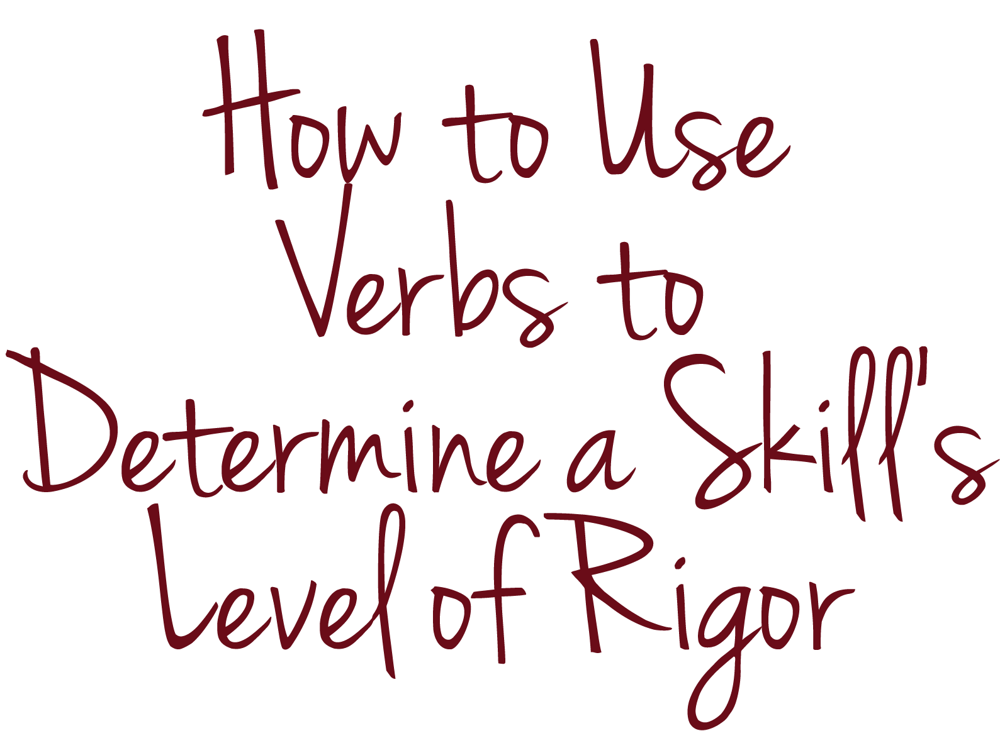 How to Use
Verbs to
Determine a Skill's
Level of Rigor